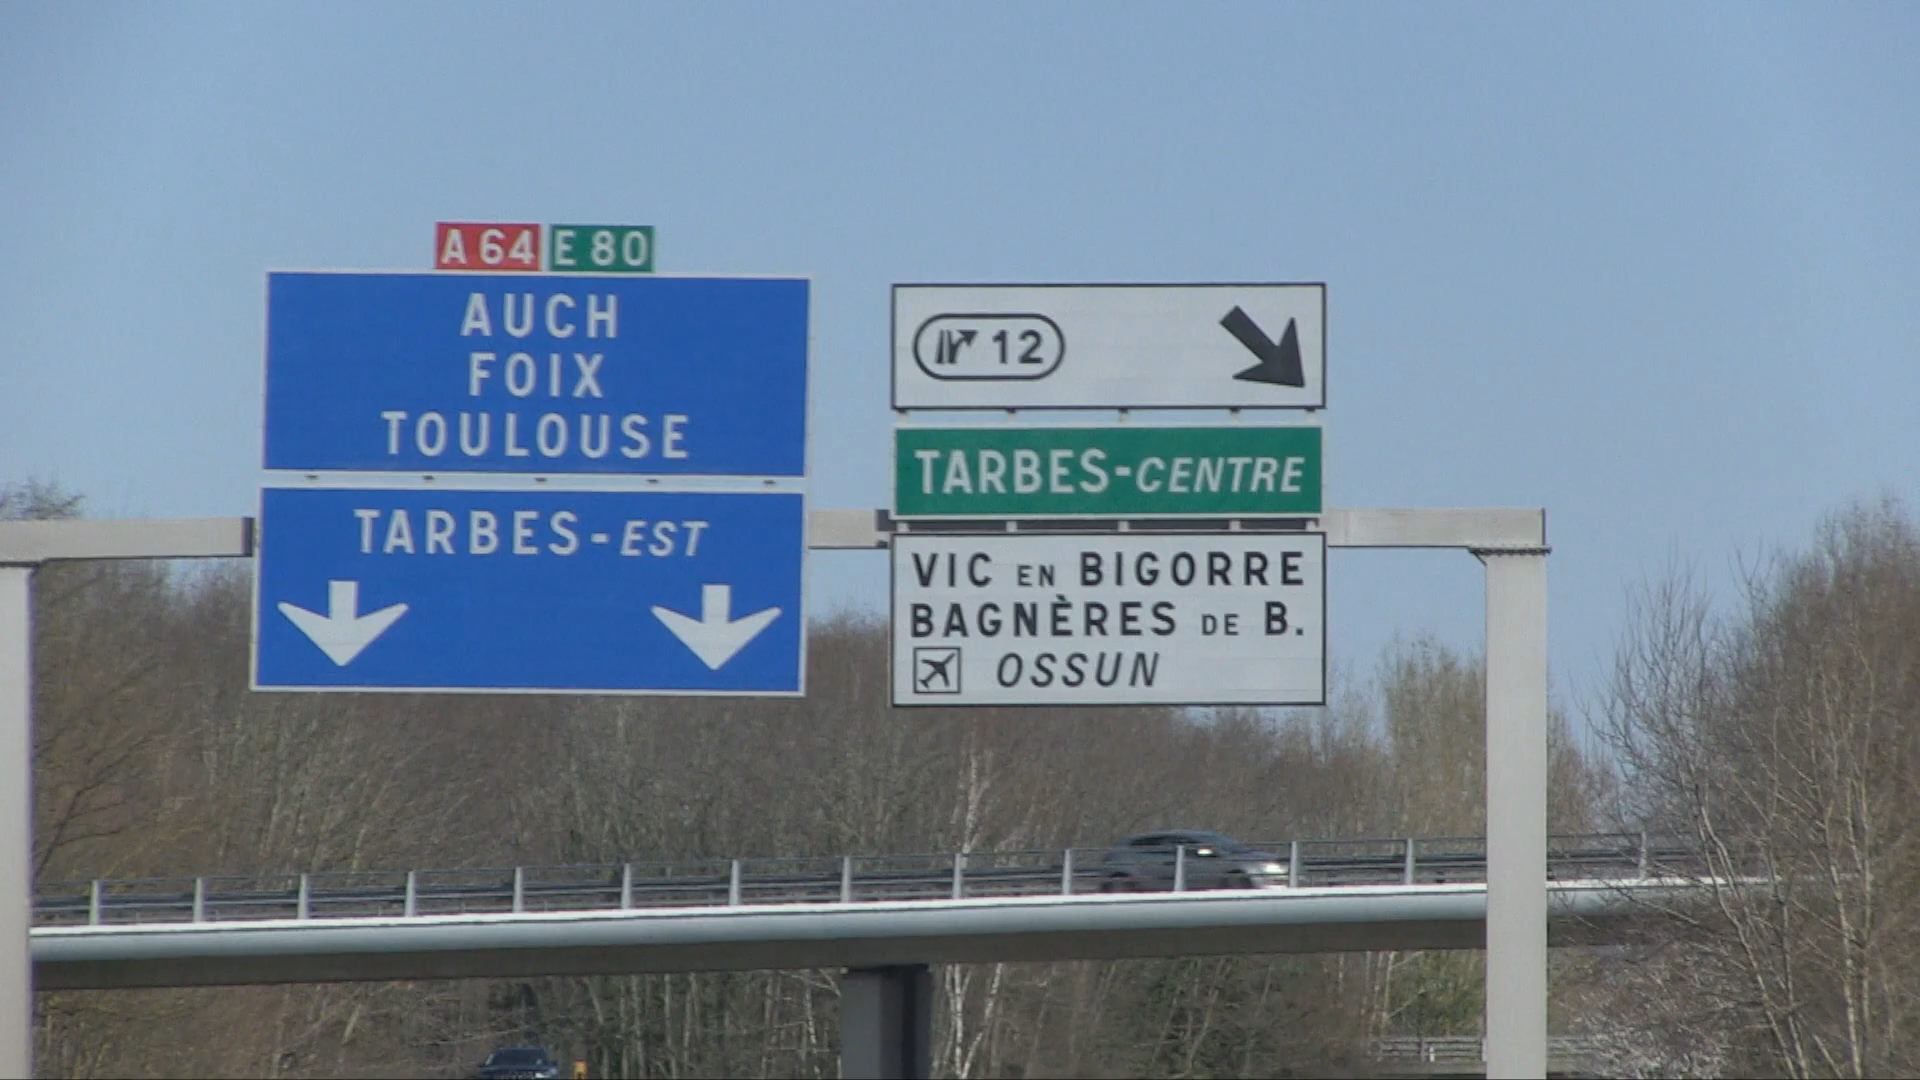 A 64 E 80
AUCH
FOIX
TOULOUSE
TARBES-EST
12
TARBES-CENTRE
VIC EN BIGORRE
BAGNÈRES DE B.
OSSUN